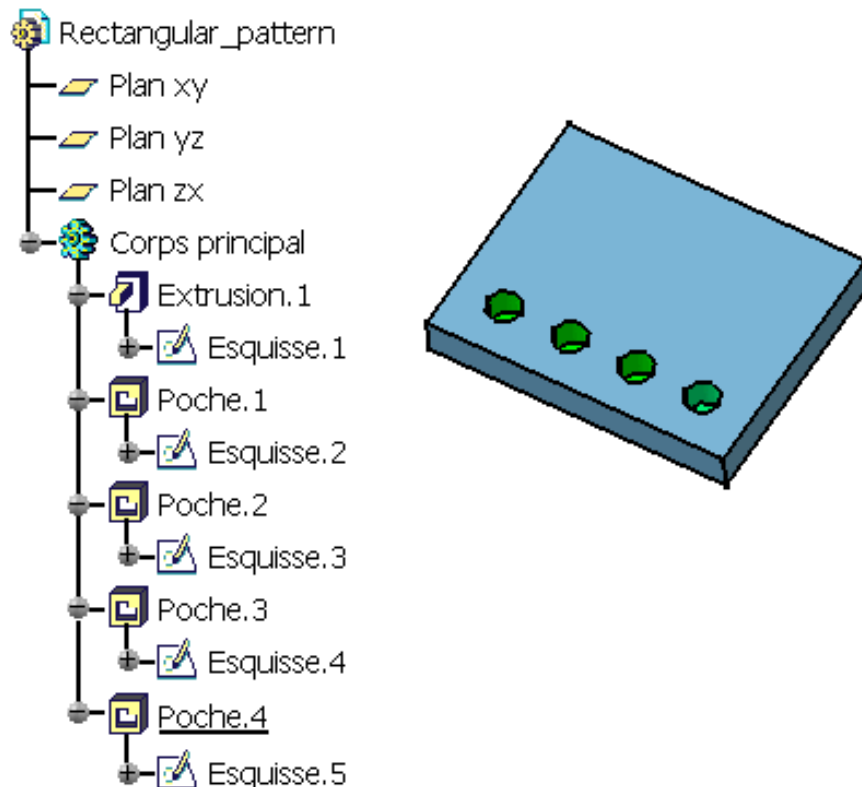 Rectangular_pattern
Plan xy
Plan yz
Plan zx
Corps principal
Extrusion.1
Esquisse.1
Poche.1
Esquisse.2
Poche.2
Esquisse.3
Poche.3
Esquisse.4
Poche.4
Esquisse.5